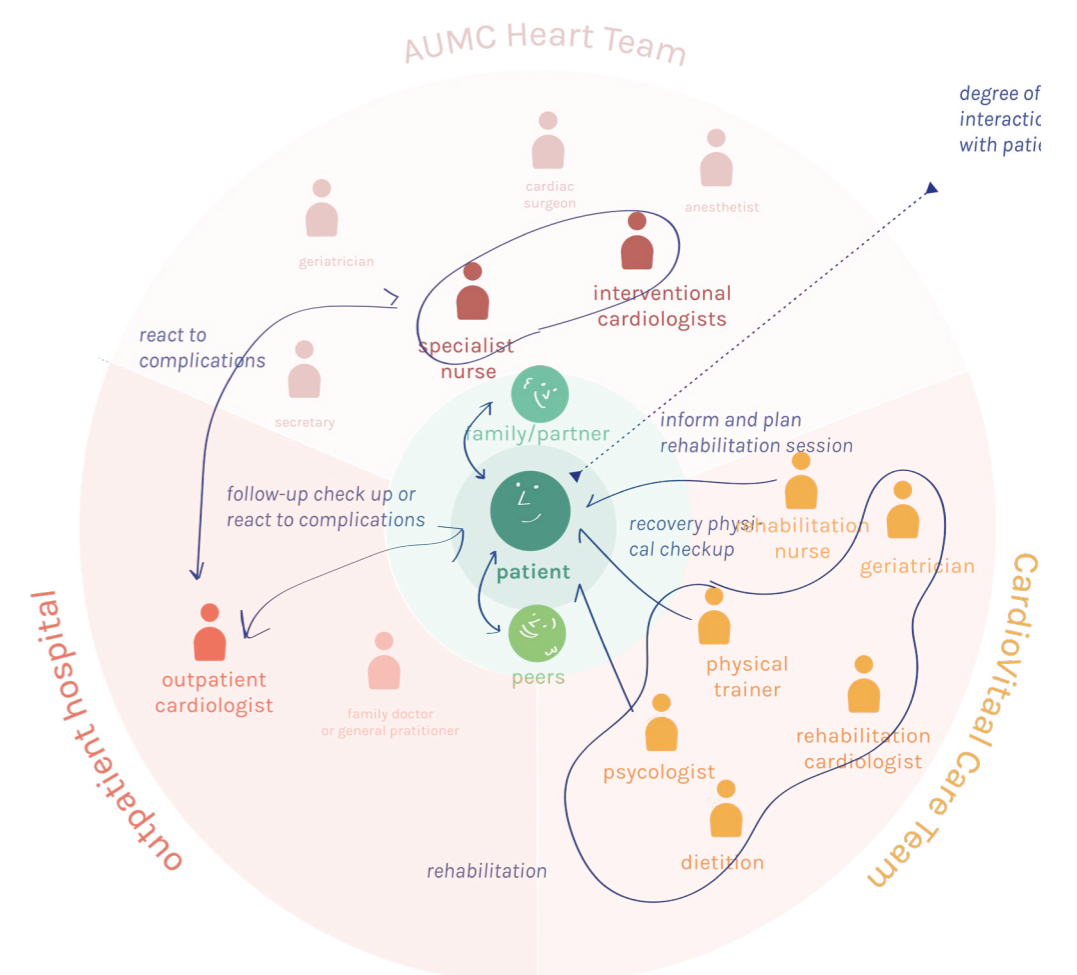 AUMC Heart Team
degree of
with
cardiac
surgeon
anesthetist
geriatrician
interventional
cardiologists
react to
complications
specialist
nurse
secretary
family/partner
inform and plan
rehabilitation session
follow-up check up or
react to complications
recovery physi-
cal checkup
rehabilitation
nurse
geriatrician
patient
outpatient
cardiologist
family doctor
or general pratitioner
peers
physical
trainer
rehabilitation
cardiologist
psycologist
dietition
rehabilitation
outpatient hospital
CardioVitaal Care Team